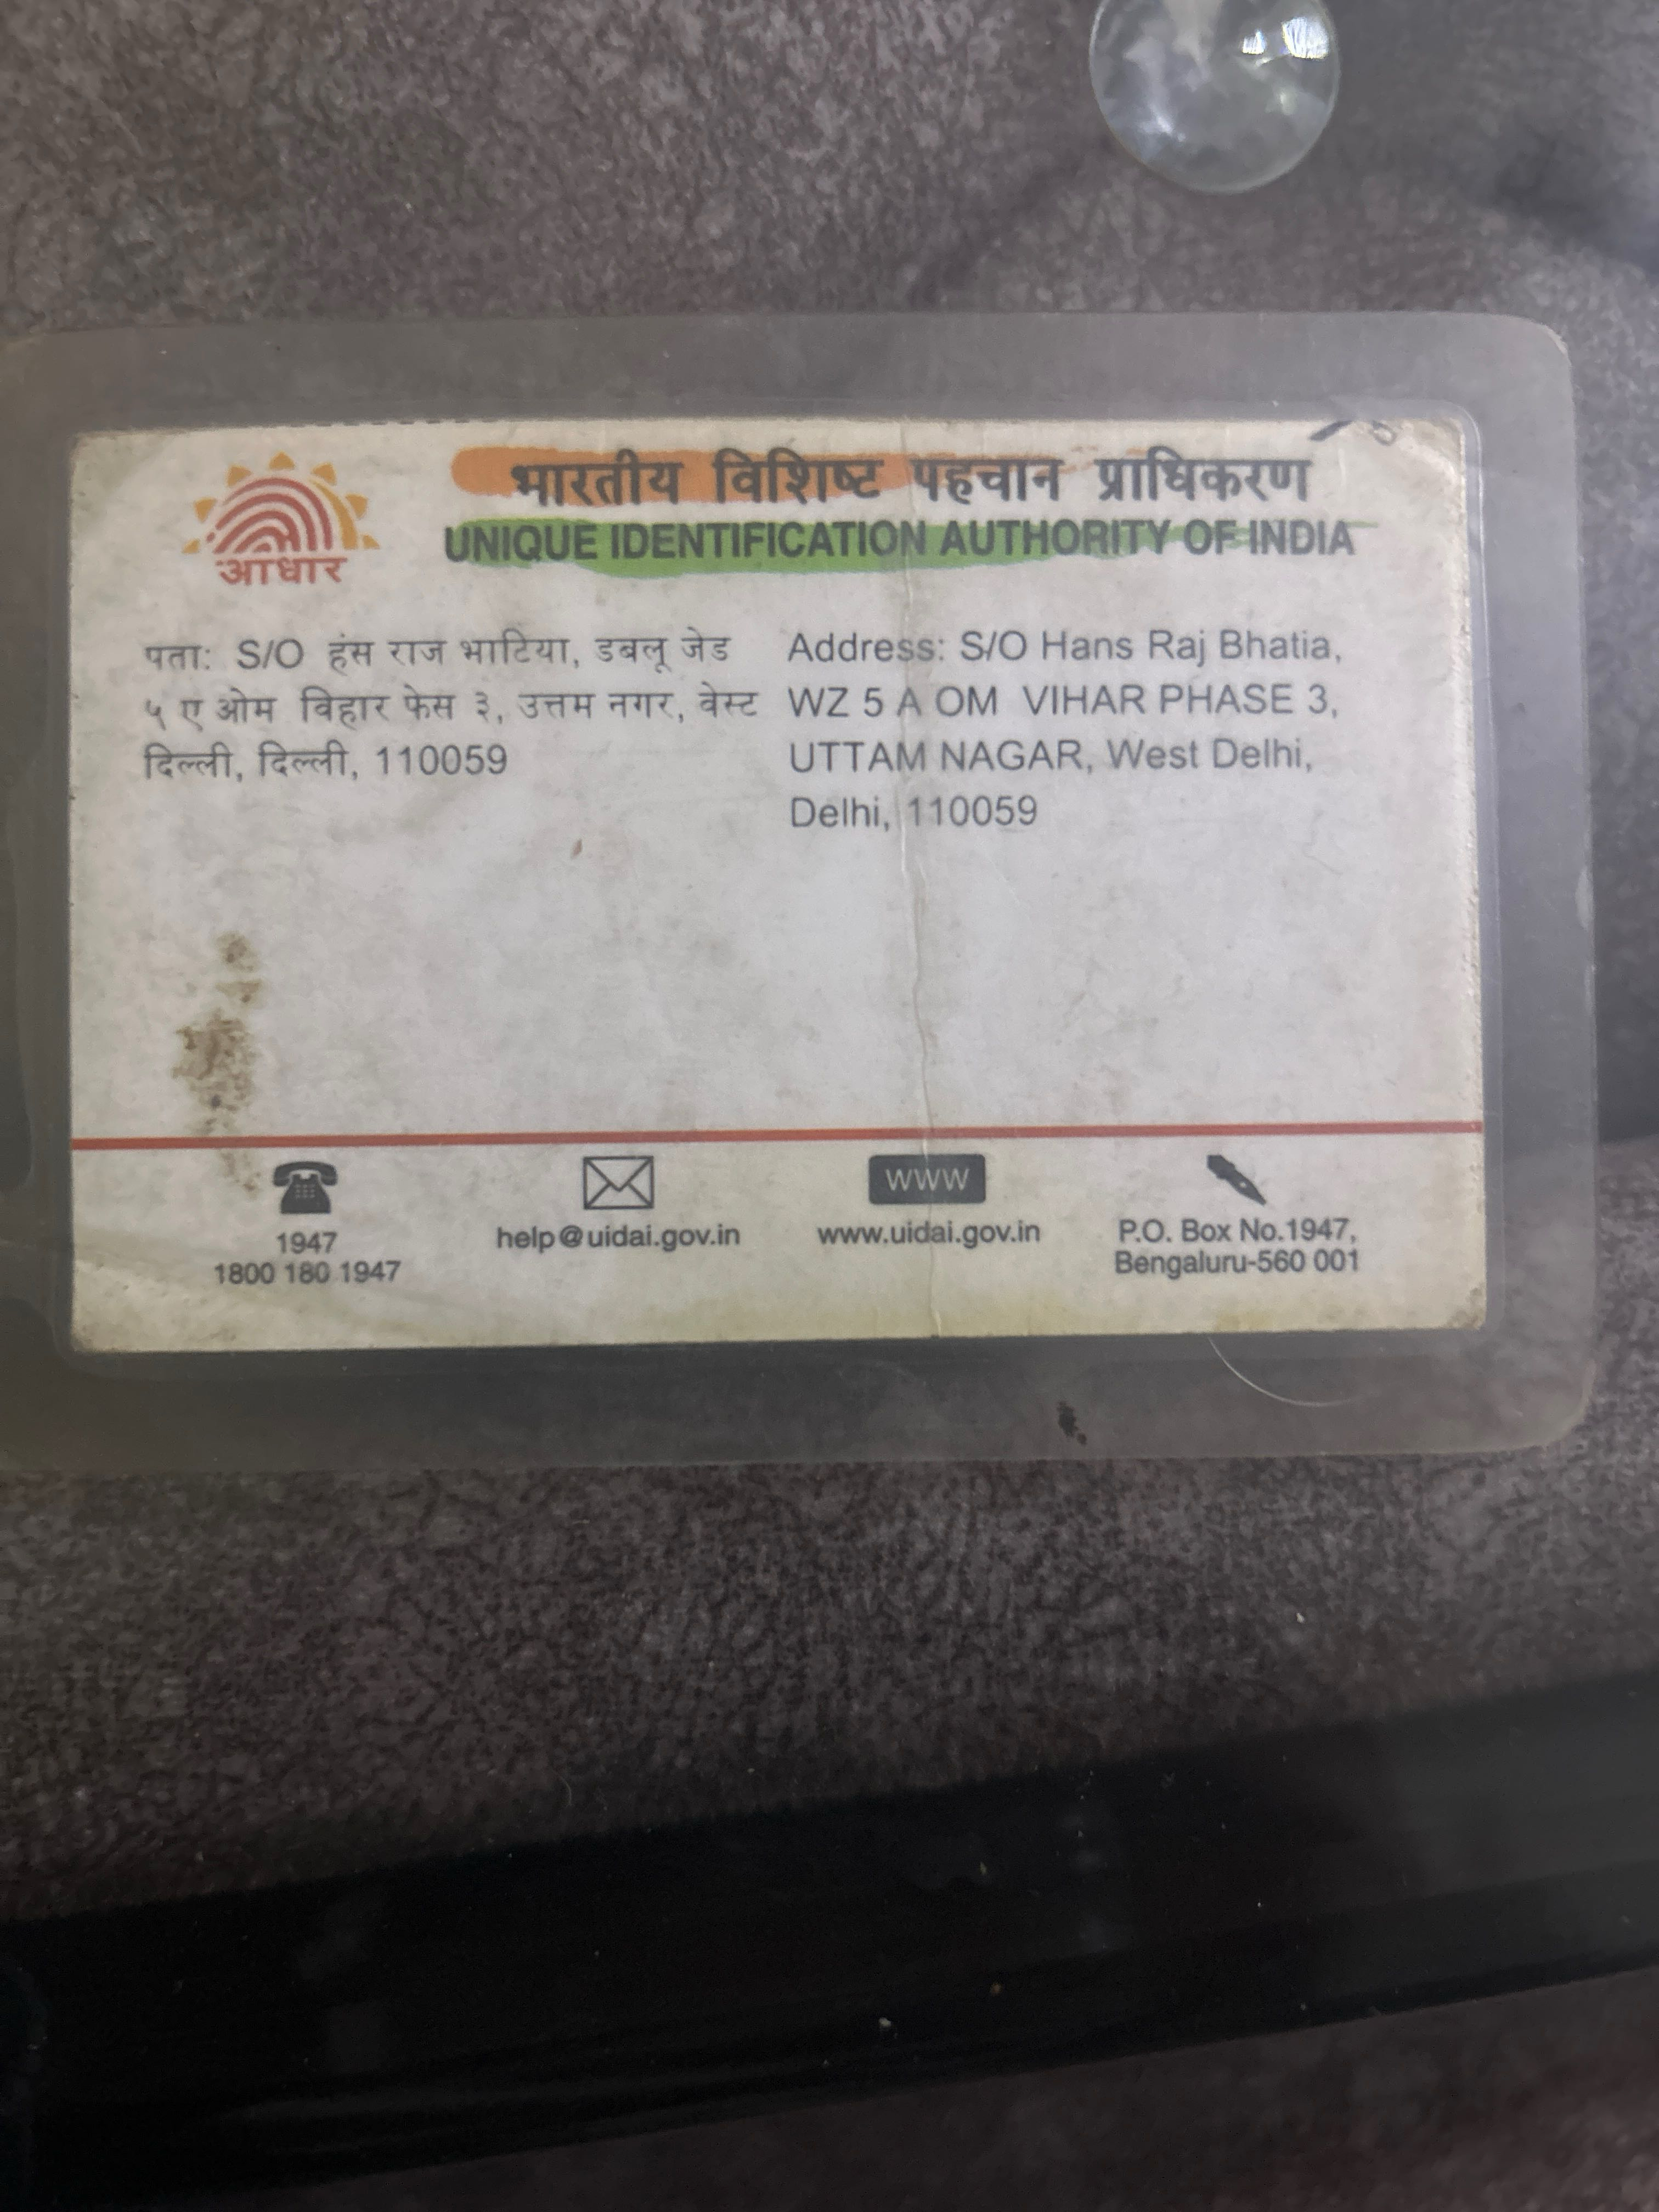 भारतीय विशिष्ट पहचान प्राधिकरण
UNIQUE IDENTIFICATION AUTHORITY OF INDIA
आधार
पता: S/O हंस राज भाटिया, डबलू जेड
५ ए ओम विहार फेस ३, उत्तम नगर, वेस्ट
दिल्ली, दिल्ली, 110059
Address: S/O Hans Raj Bhatia,
WZ 5 A OM VIHAR PHASE 3,
UTTAM NAGAR, West Delhi,
Delhi, 110059
1947
1800 180 1947
help@uidai.gov.in
WWW
www.uidai.gov.in
P.O. Box No.1947,
Bengaluru-560 001